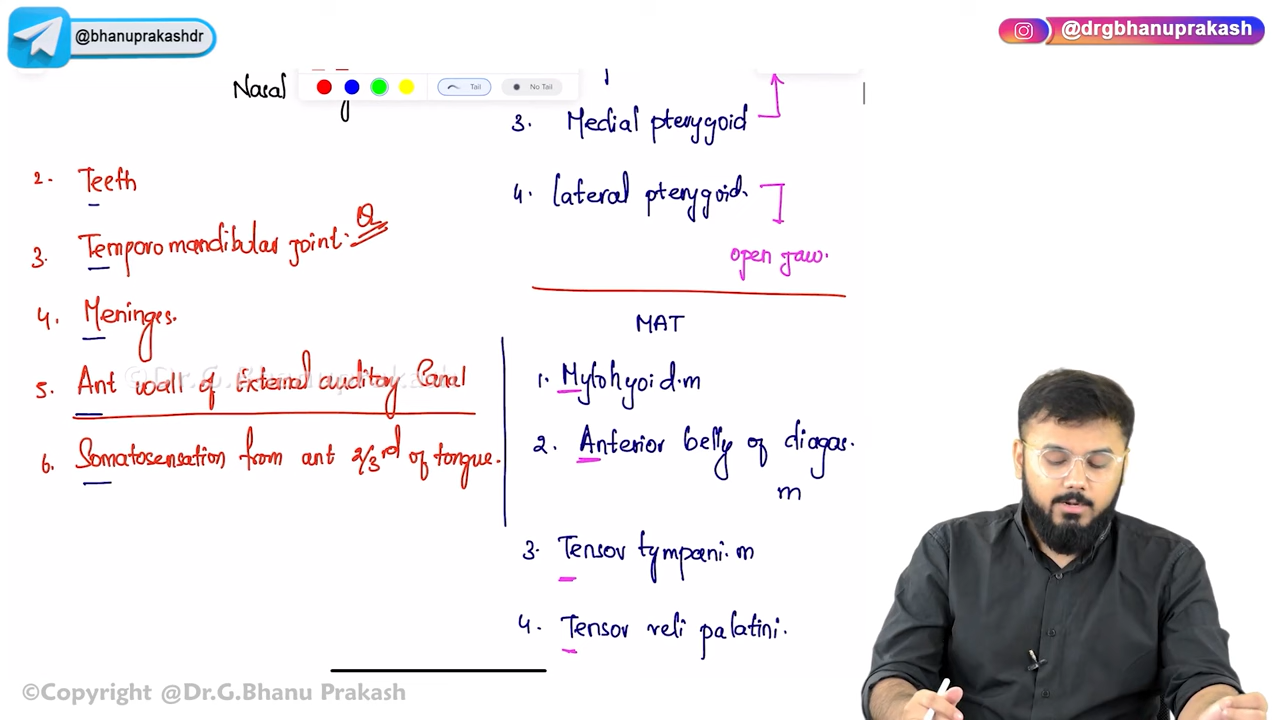 @bhanuprakashdr
@drgbhanuprakash
Tail
No Tail
Nasal
2. Teeth
3. Temporomandibular joint. Q
4. Meninges.
5. Ant wall of External auditory Canal
6. Somatosensation from ant 2/3rd of tongue.
3. Medial pterygoid
4. lateral pterygoid.
open jaw.
MAT
1. Mylohyoid.m
2. Anterior belly of diagas.
m
3. Tensor tympani.m
4. Tensor veli palatini.
©Dr.G.Bhanuprakash
©Copyright @Dr.G.Bhanu Prakash